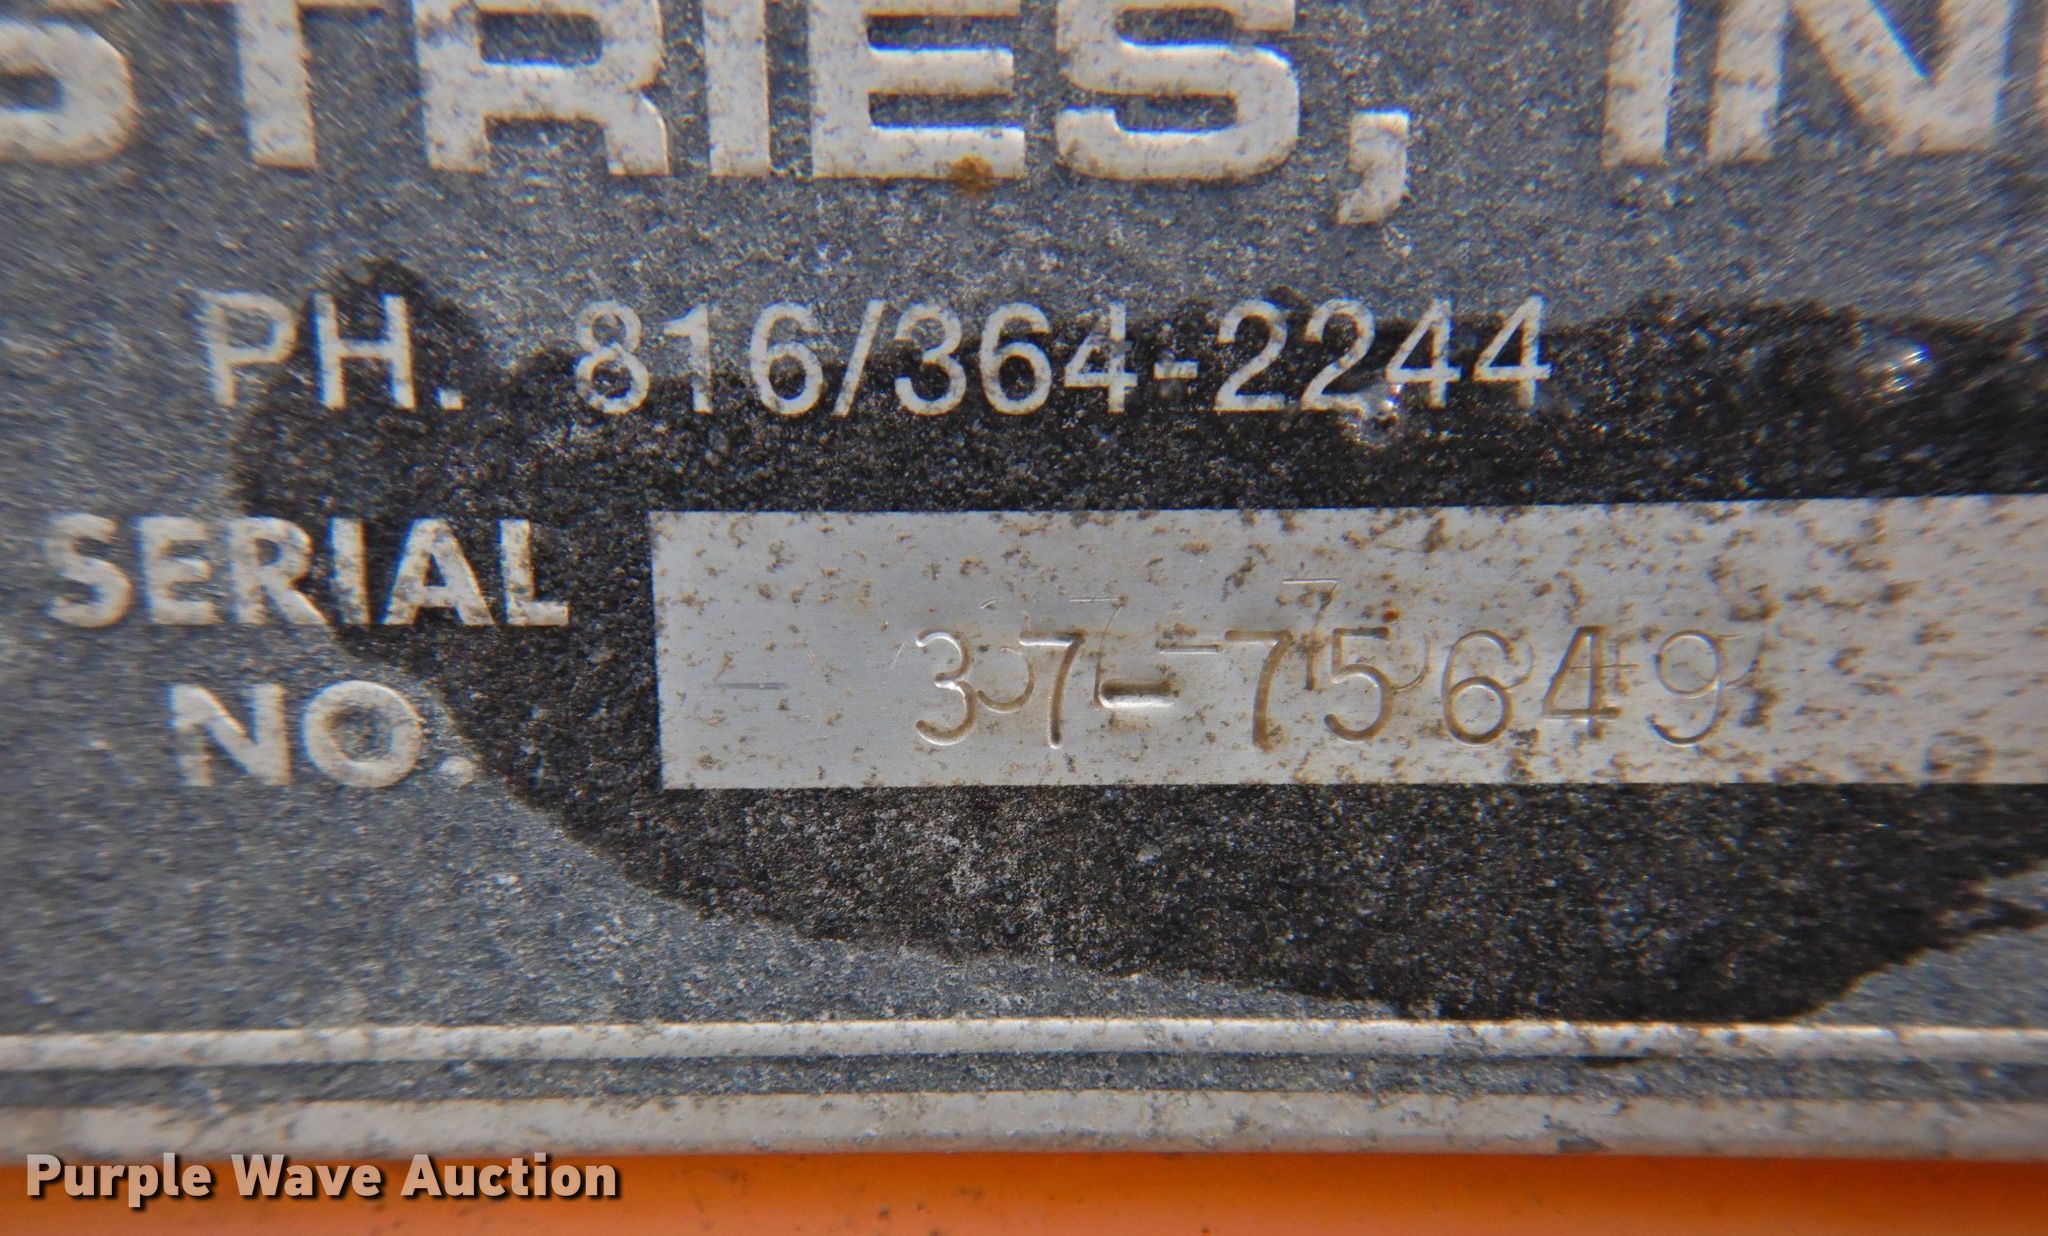 STRIES, IN
PH. 816/364-2244
SERIAL
NO.
37-75649
Purple Wave Auction